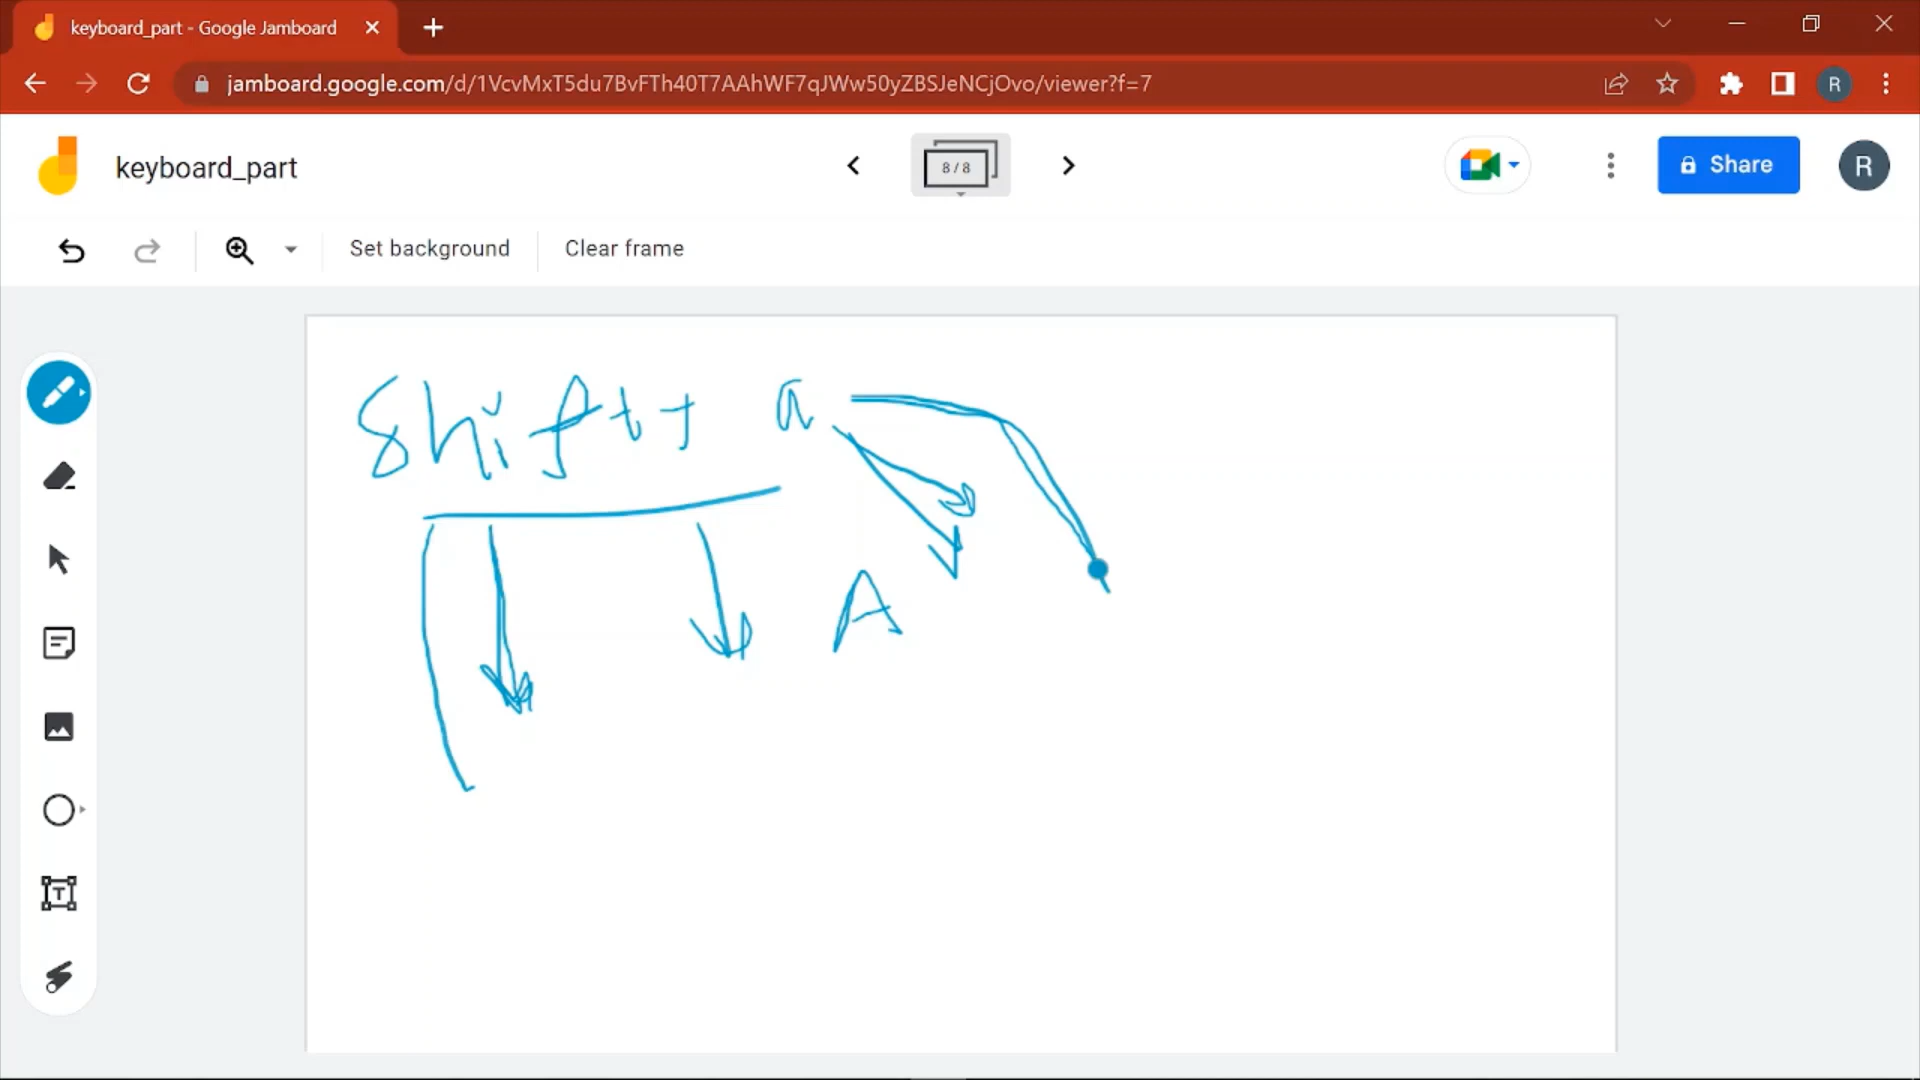 keyboard_part - Google Jamboard
jamboard.google.com/d/1VcvMxT5du7BvFTh40T7AAhWF7qJWw50yZBSJeNCjOvo/viewer?f=7
R
keyboard_part
8 / 8
Share
R
Set background
Clear frame
Shift + a
A